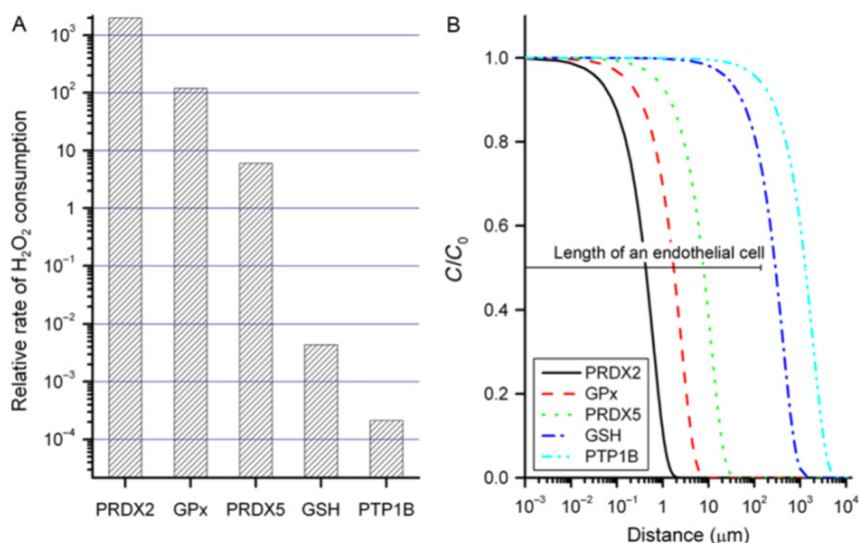 A
Relative rate of H₂O₂ consumption
10³
10²
10
1
10⁻¹
10⁻²
10⁻³
10⁻⁴
PRDX2 GPx PRDX5 GSH PTP1B
B
C/C₀
1.0
0.8
0.6
0.4
0.2
0.0
Length of an endothelial cell
PRDX2
GPx
PRDX5
GSH
PTP1B
10⁻³ 10⁻² 10⁻¹ 1 10 10² 10³ 10⁴
Distance (µm)